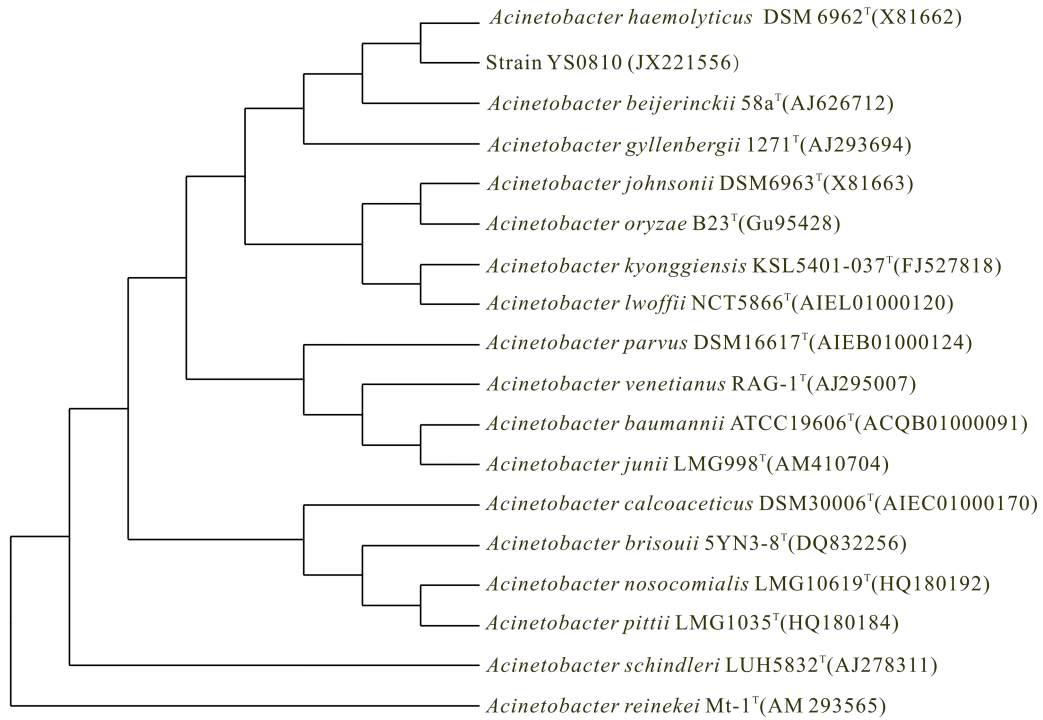 Acinetobacter haemolyticus DSM 6962ᵀ(X81662)
Strain YS0810 (JX221556)
Acinetobacter beijerinckii 58aᵀ(AJ626712)
Acinetobacter gyllenbergii 1271ᵀ(AJ293694)
Acinetobacter johnsonii DSM6963ᵀ(X81663)
Acinetobacter oryzae B23ᵀ(Gu95428)
Acinetobacter kyonggiensis KSL5401-037ᵀ(FJ527818)
Acinetobacter lwoffii NCT5866ᵀ(AIEL01000120)
Acinetobacter parvus DSM16617ᵀ(AIEB01000124)
Acinetobacter venetianus RAG-1ᵀ(AJ295007)
Acinetobacter baumannii ATCC19606ᵀ(ACQB01000091)
Acinetobacter junii LMG998ᵀ(AM410704)
Acinetobacter calcoaceticus DSM30006ᵀ(AIEC01000170)
Acinetobacter brisouii 5YN3-8ᵀ(DQ832256)
Acinetobacter nosocomialis LMG10619ᵀ(HQ180192)
Acinetobacter pittii LMG1035ᵀ(HQ180184)
Acinetobacter schindleri LUH5832ᵀ(AJ278311)
Acinetobacter reinekei Mt-1ᵀ(AM 293565)